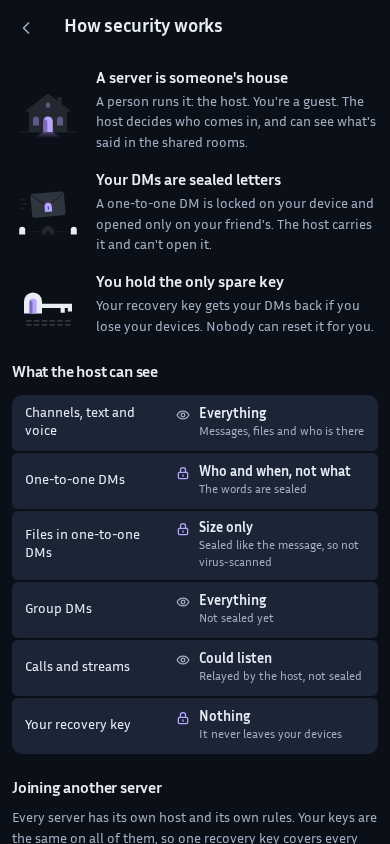 How security works
A server is someone's house
A person runs it: the host. You're a guest. The
host decides who comes in, and can see what's
said in the shared rooms.
Your DMs are sealed letters
A one-to-one DM is locked on your device and
opened only on your friend's. The host carries
it and can't open it.
You hold the only spare key
Your recovery key gets your DMs back if you
lose your devices. Nobody can reset it for you.
What the host can see
Channels, text and
voice
Everything
Messages, files and who is there
One-to-one DMs
Who and when, not what
The words are sealed
Files in one-to-one
DMs
Size only
Sealed like the message, so not
virus-scanned
Group DMs
Everything
Not sealed yet
Calls and streams
Could listen
Relayed by the host, not sealed
Your recovery key
Nothing
It never leaves your devices
Joining another server
Every server has its own host and its own rules. Your keys are
the same on all of them, so one recovery key covers every